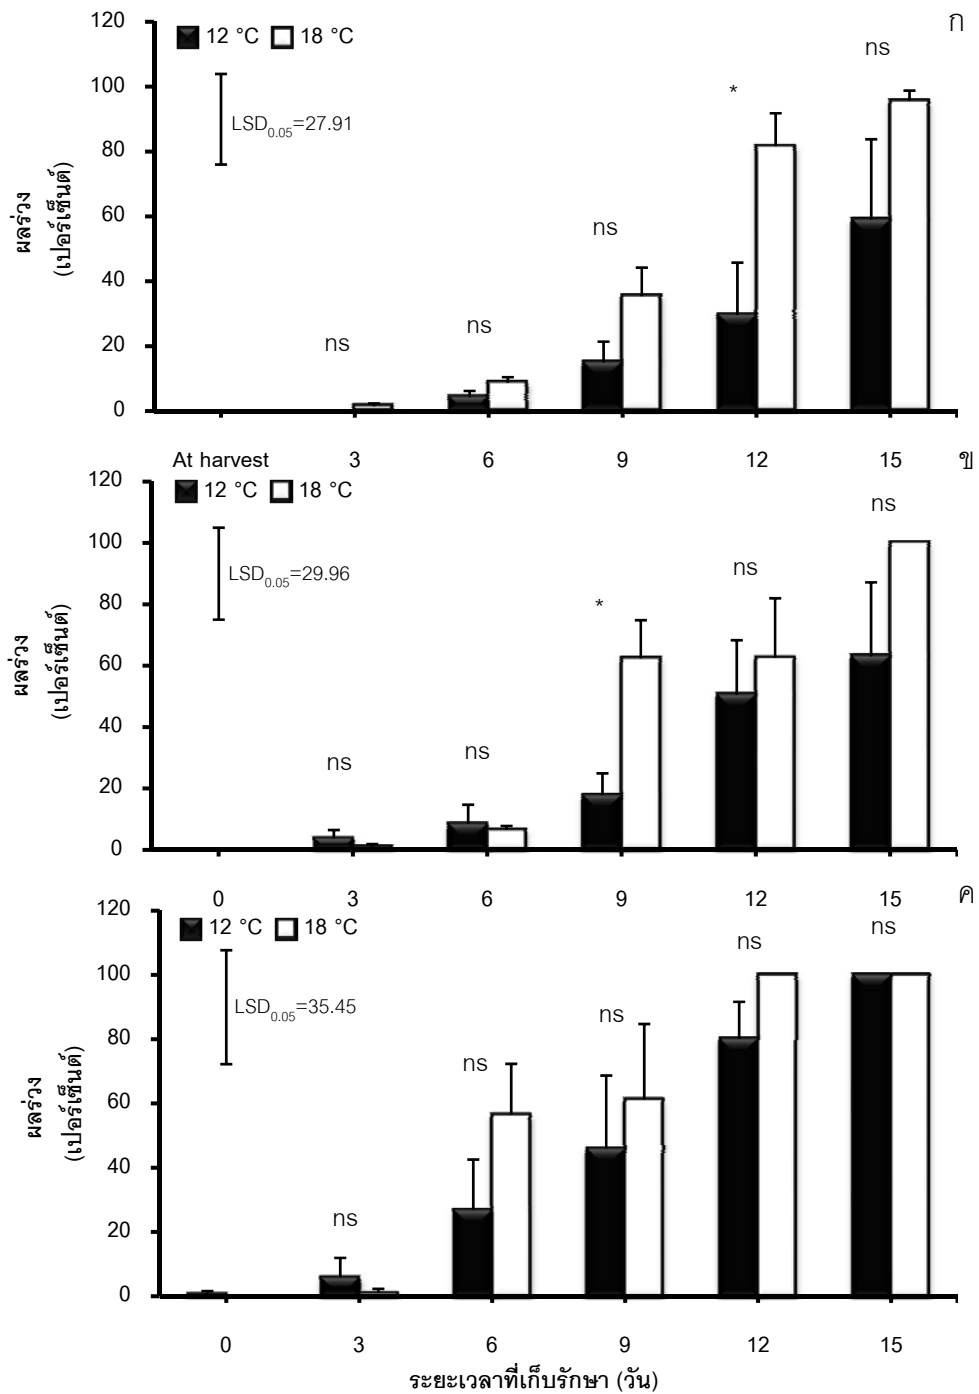 120
12 °C 18 °C
ก
ns
100
*
LSD0.05=27.91
80
ผลร่วง
(เปอร์เซ็นต์)
60
ns
40
ns
ns
20
0
At harvest 3 6 9 12 15 ข
120
12 °C 18 °C
ns
100
LSD0.05=29.96
ns
80
*
ผลร่วง
(เปอร์เซ็นต์)
60
40
ns
ns
20
0
0 3 6 9 12 15 ค
120
12 °C 18 °C
ns
ns
100
LSD0.05=35.45
ns
80
ns
ผลร่วง
(เปอร์เซ็นต์)
60
40
ns
20
0
0 3 6 9 12 15
ระยะเวลาที่เก็บรักษา (วัน)